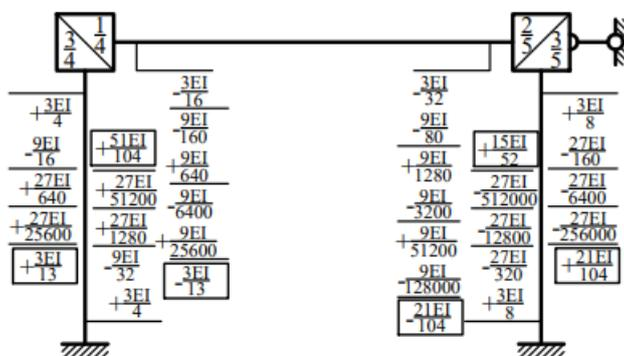 3/4 1/4
+3EI/4
-9EI/16
+27EI/640
+27EI/25600
+3EI/13
+51EI/104
+27EI/51200
+27EI/1280
-9EI/32
+3EI/4
-3EI/16
-9EI/160
+9EI/640
-9EI/6400
+9EI/25600
-3EI/13
2/5 3/5
-3EI/32
-9EI/80
+9EI/1280
-9EI/3200
+9EI/51200
-9EI/128000
-21EI/104
+15EI/52
-27EI/512000
-27EI/12800
-27EI/320
+3EI/8
+3EI/8
-27EI/160
-27EI/6400
-27EI/256000
+21EI/104